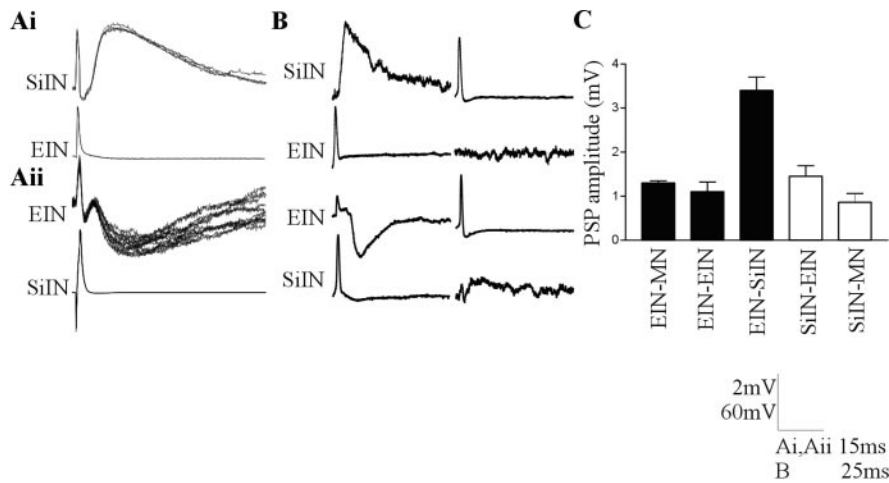 Ai
SiIN
EIN
Aii
EIN
SiIN
B
SiIN
EIN
EIN
SiIN
C
PSP amplitude (mV)
4
3
2
1
0
EIN-MN
EIN-EIN
EIN-SiIN
SiIN-EIN
SiIN-MN
2mV
60mV
Ai,Aii 15ms
B 25ms